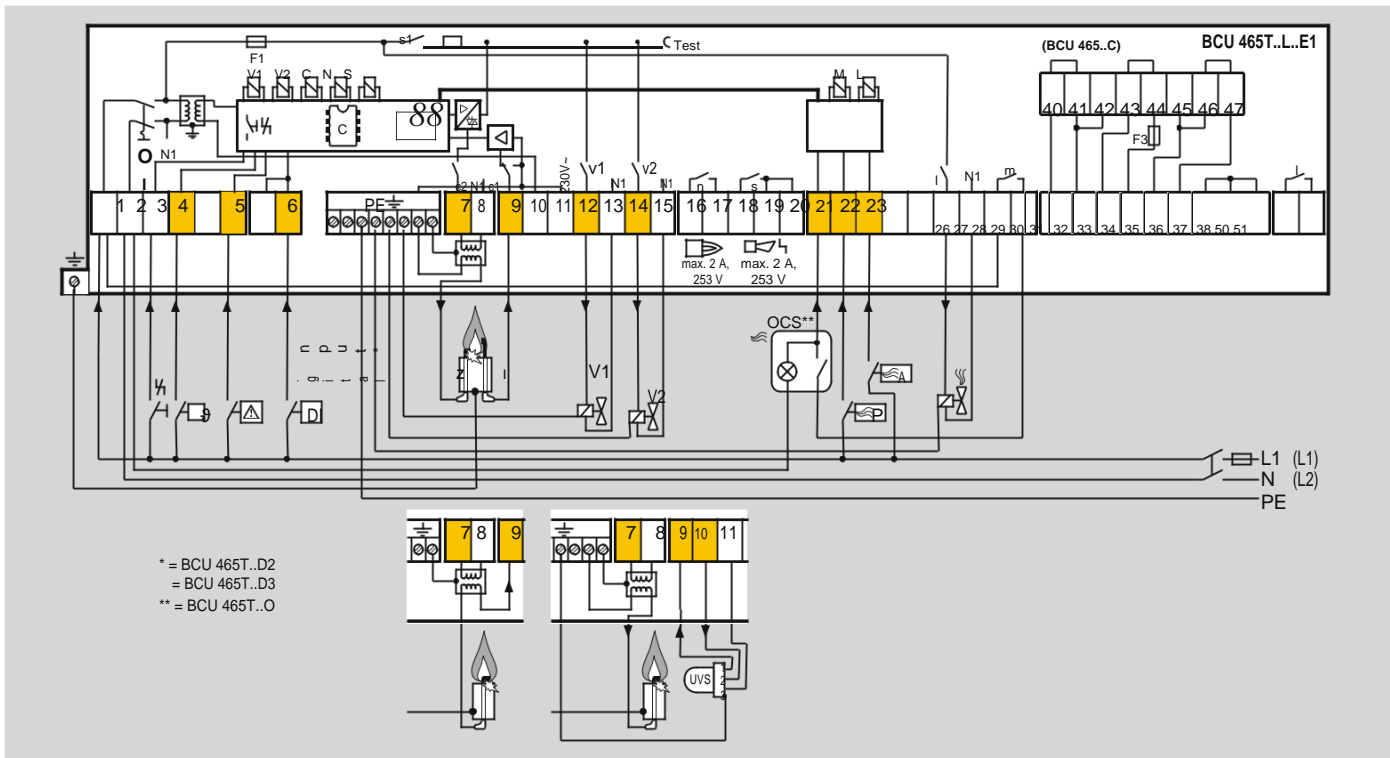 (BCU 465..C)
BCU 465T..L..E1
s1
F1
Test
V1 V2 C N S
M L
C
88
40 41 42 43 44 45 46 47
F3
O
N1
I
230V~
v1
N1
v2
N1
c2 N1 c1
n
s
I
N1
m
1 2 3 4 5 6
PE
7 8 9 10 11 12 13 14 15 16 17 18 19 20 21 22 23
26 27 28 29 30 31 32 33 34 35 36 37 38 50 51
max. 2 A,
253 V
max. 2 A,
253 V
n p u t *
i g i t a l
OCS**
A
P
Z I
V1
V2
ϑ
DI
L1 (L1)
N (L2)
PE
7 8 9
7 8 9 10 11
* = BCU 465T..D2
= BCU 465T..D3
** = BCU 465T..O
UVS
1
2
3